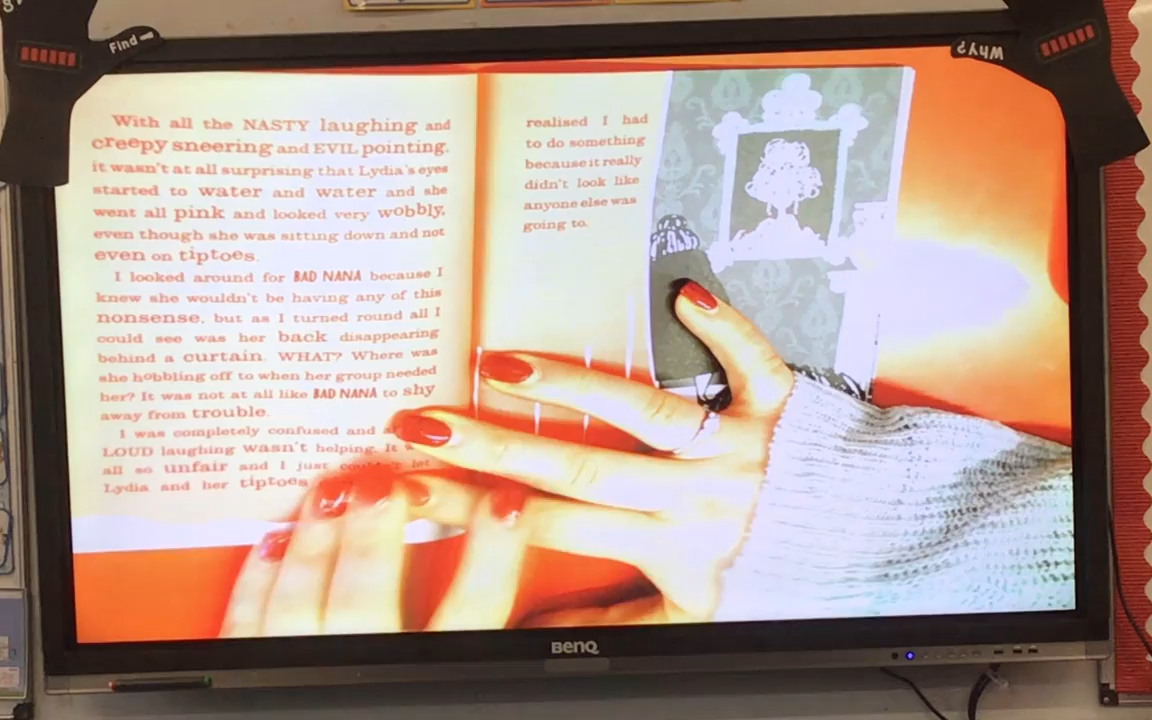 Find
Why?
With all the NASTY laughing and
creepy sneering and EVIL pointing,
it wasn't at all surprising that Lydia's eyes
started to water and water and she
went all pink and looked very wobbly,
even though she was sitting down and not
even on tiptoes.
I looked around for BAD NANA because I
knew she wouldn't be having any of this
nonsense, but as I turned round all I
could see was her back disappearing
behind a curtain. WHAT? Where was
she hobbling off to when her group needed
her? It was not at all like BAD NANA to shy
away from trouble.
I was completely confused and
LOUD laughing wasn't helping. It
all so unfair and I just couldn't let
Lydia and her tiptoes
realised I had
to do something
because it really
didn't look like
anyone else was
going to.
BenQ